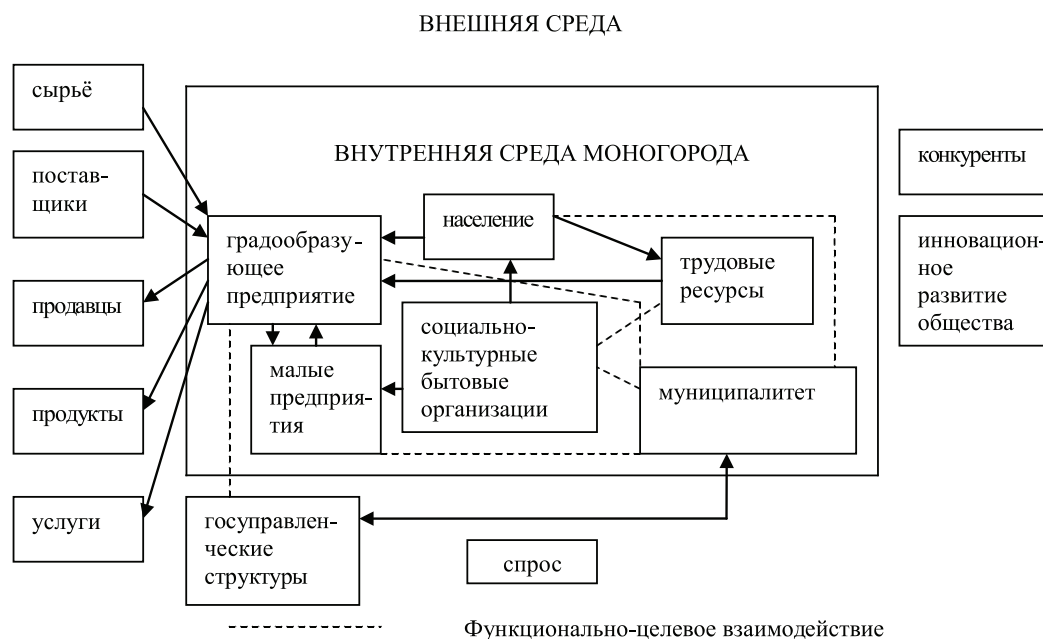 ВНЕШНЯЯ СРЕДА
сырьё
постав-
щики
продавцы
продукты
услуги
ВНУТРЕННЯЯ СРЕДА МОНОГОРОДА
градообразу-
ющее
предприятие
население
трудовые
ресурсы
социально-
культурные
бытовые
организации
малые
предприя-
тия
муниципалитет
конкуренты
инновацион-
ное
развитие
общества
госуправлен-
ческие
структуры
спрос
Функционально-целевое взаимодействие